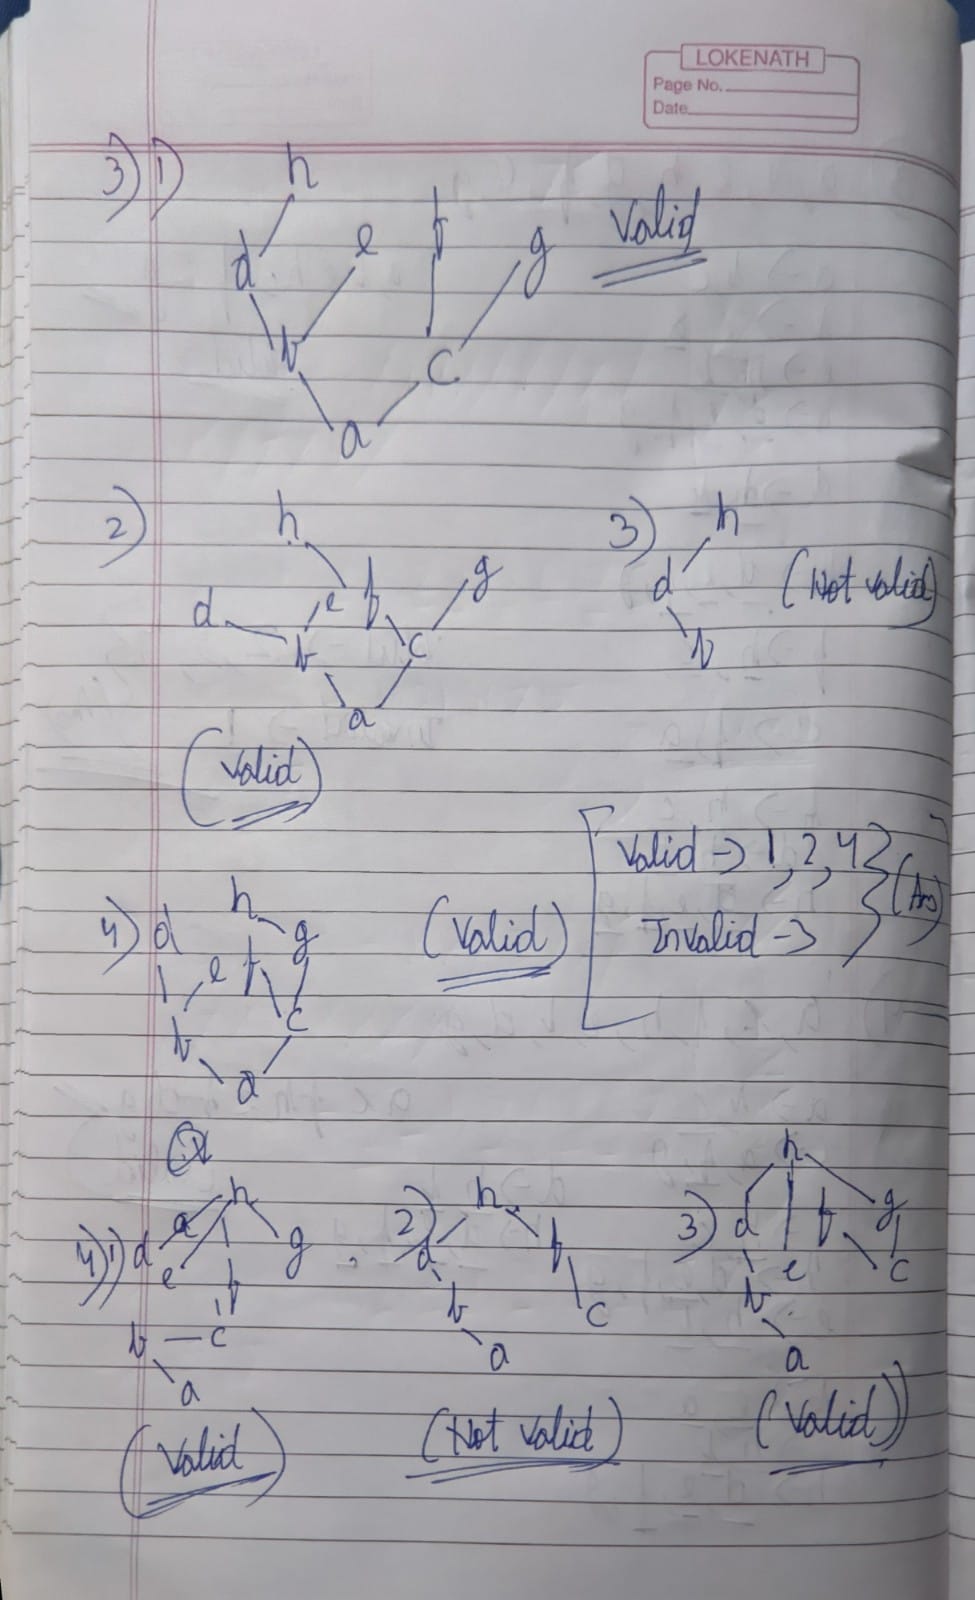 LOKENATH
Page No.
Date
3) 1)
h
d e f g
b c
a
Valid
2)
h
d e f g
b c
a
(Valid)
3)
h
d
b
(Not valid)
4)
h
d e f g
b c
a
(Valid)
Valid → 1, 2, 4
Invalid →
(Ans)
4) 1)
h
d a e f g
b — c
a
(Valid)
2)
h
d f
b c
a
(Not valid)
3)
h
d e f g
b c
a
(Valid)